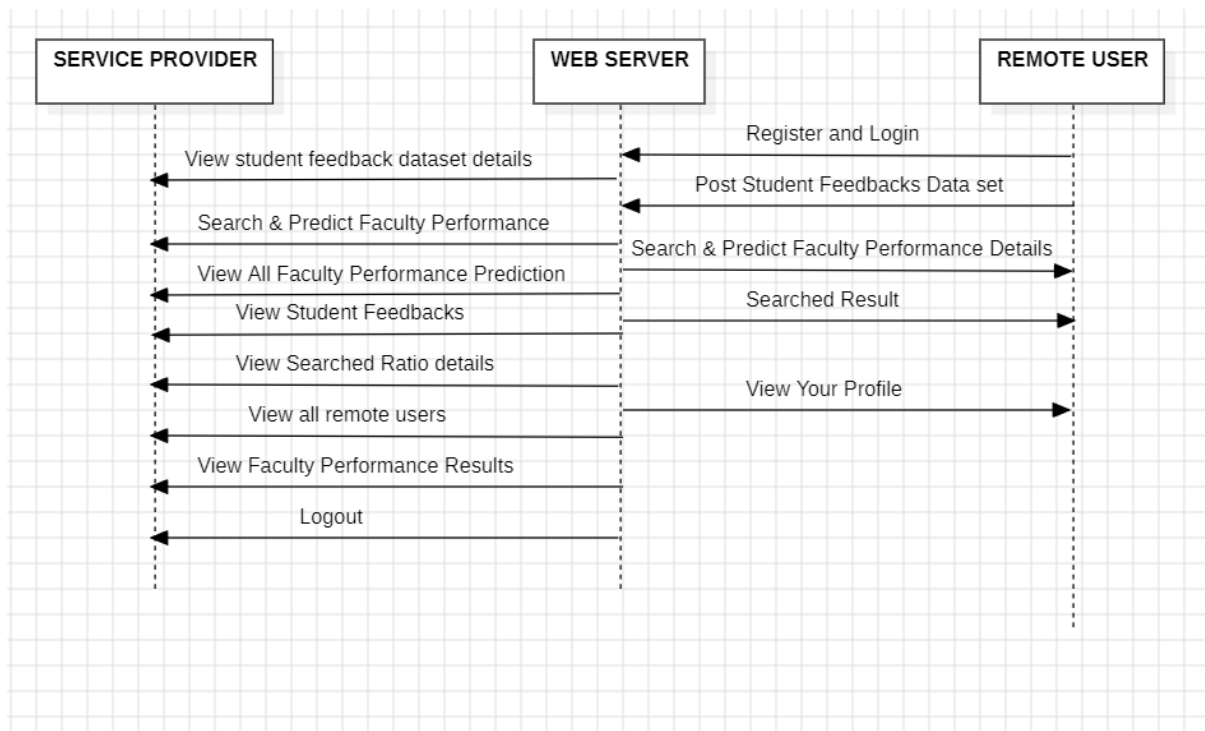 SERVICE PROVIDER
WEB SERVER
REMOTE USER
Register and Login
View student feedback dataset details
Post Student Feedbacks Data set
Search & Predict Faculty Performance
Search & Predict Faculty Performance Details
View All Faculty Performance Prediction
Searched Result
View Student Feedbacks
View Searched Ratio details
View Your Profile
View all remote users
View Faculty Performance Results
Logout